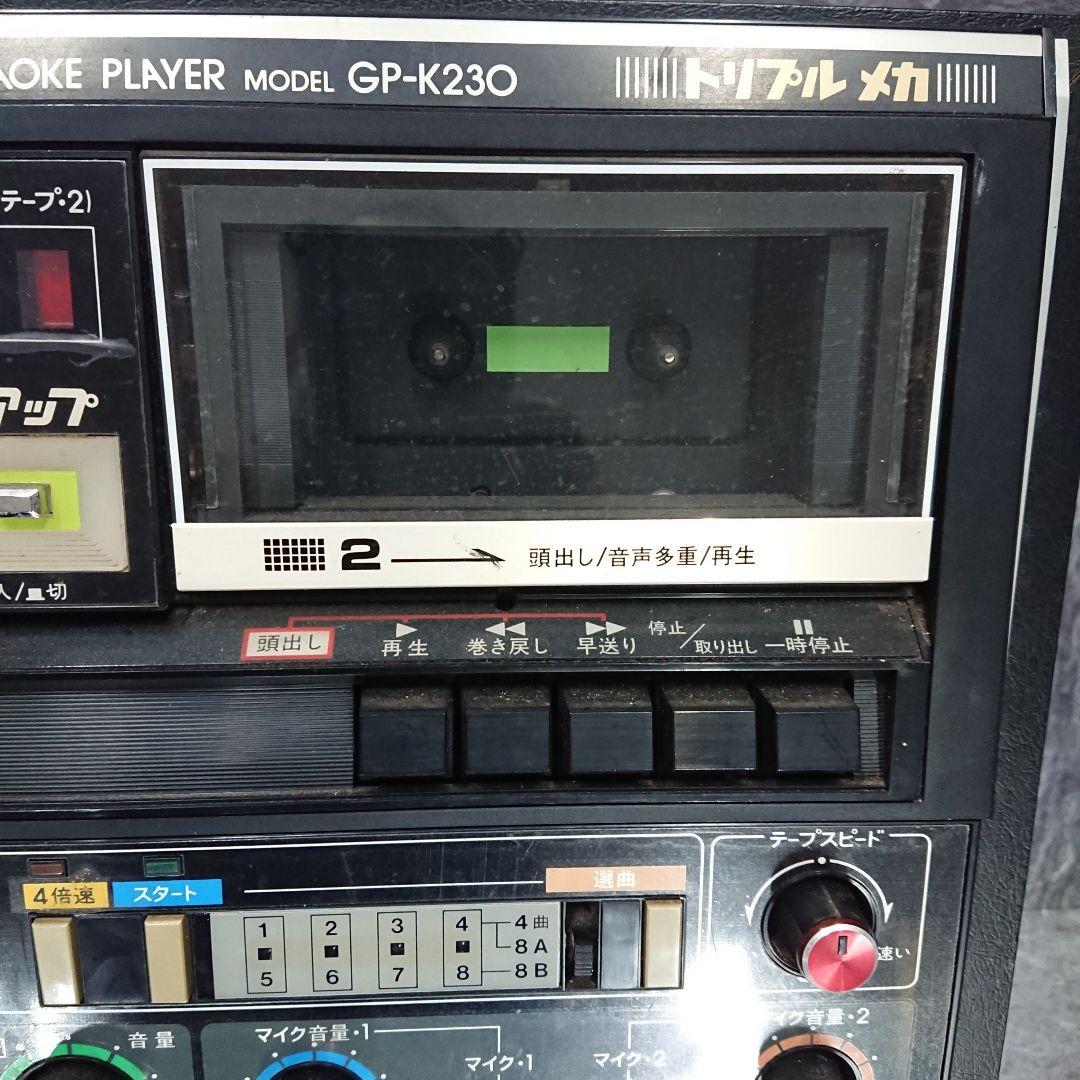 AOKE PLAYER MODEL GP-K230 トリプル メカ
テープ・2)
アップ
入/切
2 頭出し/音声多重/再生
頭出し 再生 巻き戻し 早送り 停止/取り出し 一時停止
テープスピード
速い
4倍速 スタート 選曲
1 2 3 4 4曲
8A
5 6 7 8 8B
音量 マイク音量・1 マイク・1 マイク・2 マイク音量・2